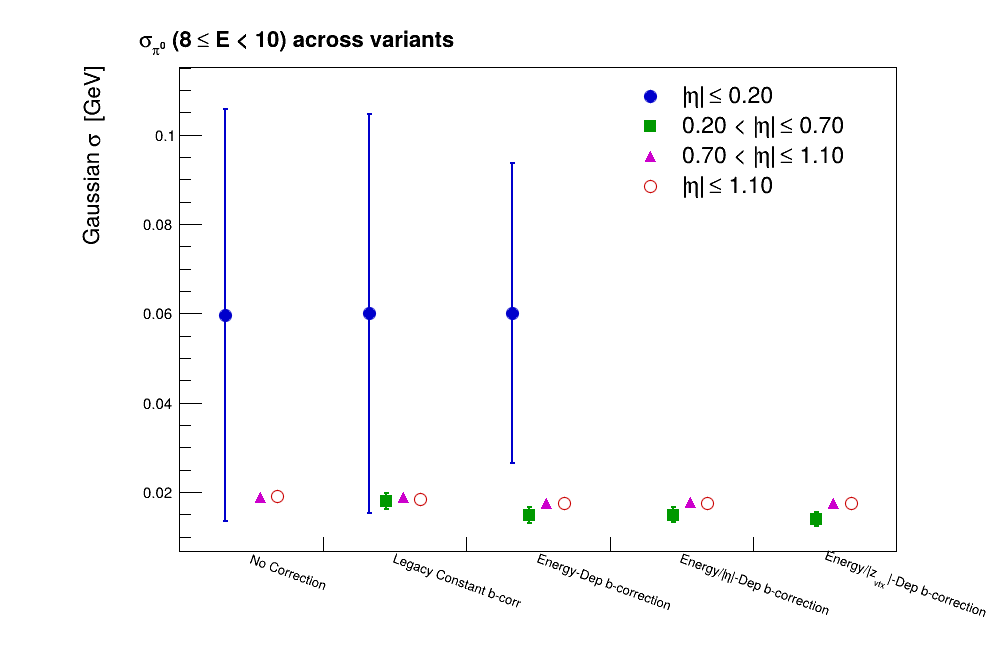 σ_π⁰ (8 ≤ E < 10) across variants
Gaussian σ [GeV]
|η| ≤ 0.20
0.20 < |η| ≤ 0.70
0.70 < |η| ≤ 1.10
|η| ≤ 1.10
0.1
0.08
0.06
0.04
0.02
No Correction
Legacy Constant b-corr
Energy-Dep b-correction
Energy/|η|-Dep b-correction
Energy/|z_vtx|-Dep b-correction